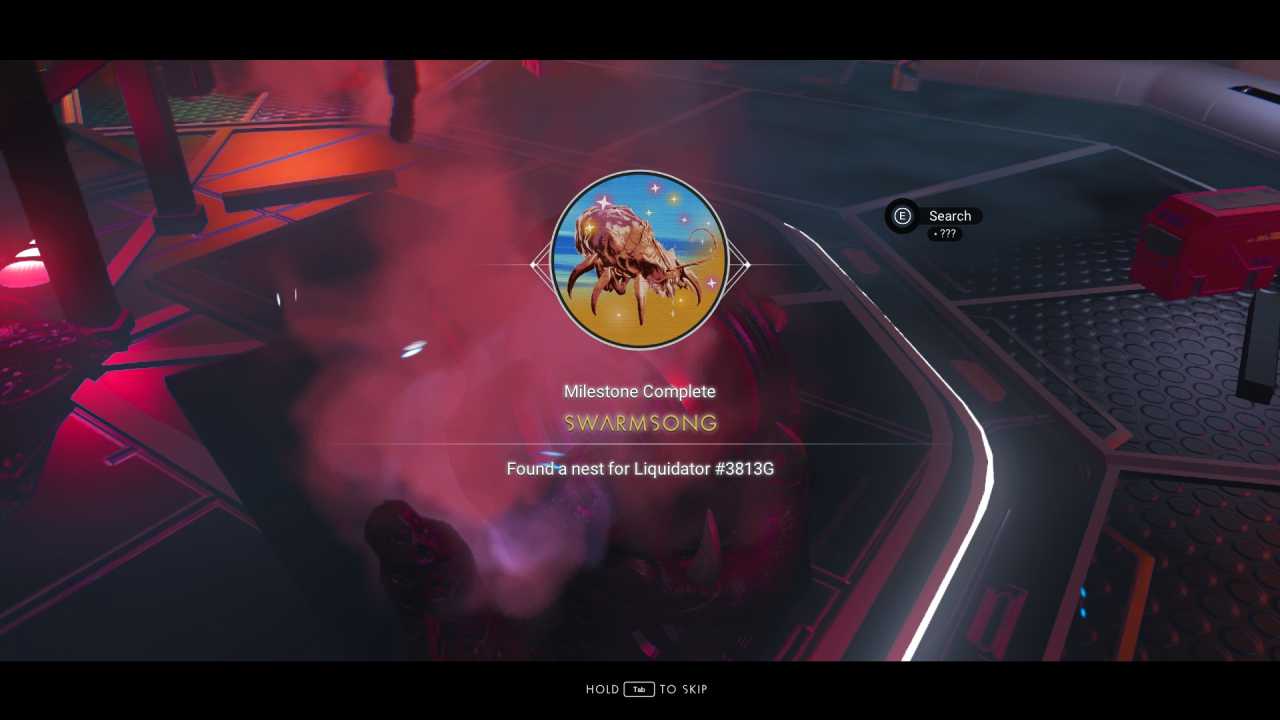 E Search
• ???
Milestone Complete
SWARMSONG
Found a nest for Liquidator #3813G
HOLD Tab TO SKIP